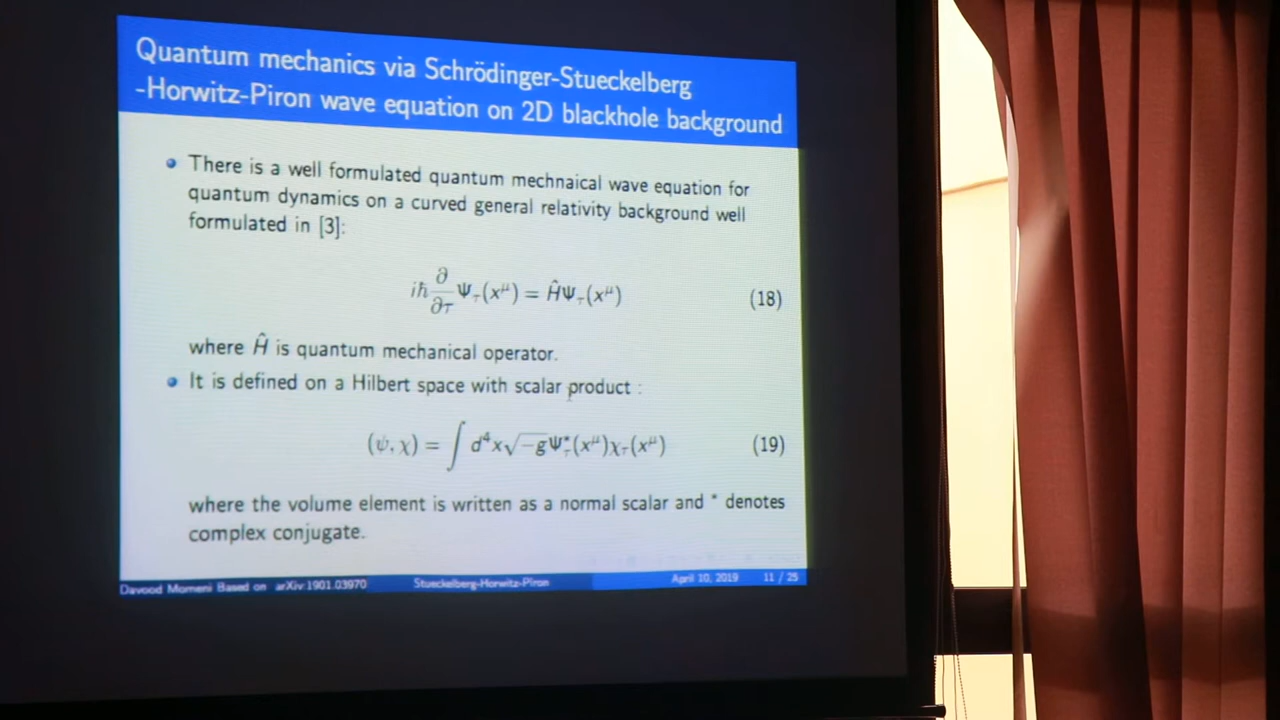 Quantum mechanics via Schrödinger-Stueckelberg
-Horwitz-Piron wave equation on 2D blackhole background
There is a well formulated quantum mechnaical wave equation for
quantum dynamics on a curved general relativity background well
formulated in [3]:
iħ ∂/∂τ Ψτ(x^μ) = ĤΨτ(x^μ) (18)
where Ĥ is quantum mechanical operator.
It is defined on a Hilbert space with scalar product :
(ψ, χ) = ∫ d⁴x√−gΨ*τ(x^μ)χτ(x^μ) (19)
where the volume element is written as a normal scalar and * denotes
complex conjugate.
Davood Momeni Based on arXiv:1901.03970 Stueckelberg-Horwitz-Piron April 10, 2019 11 / 25